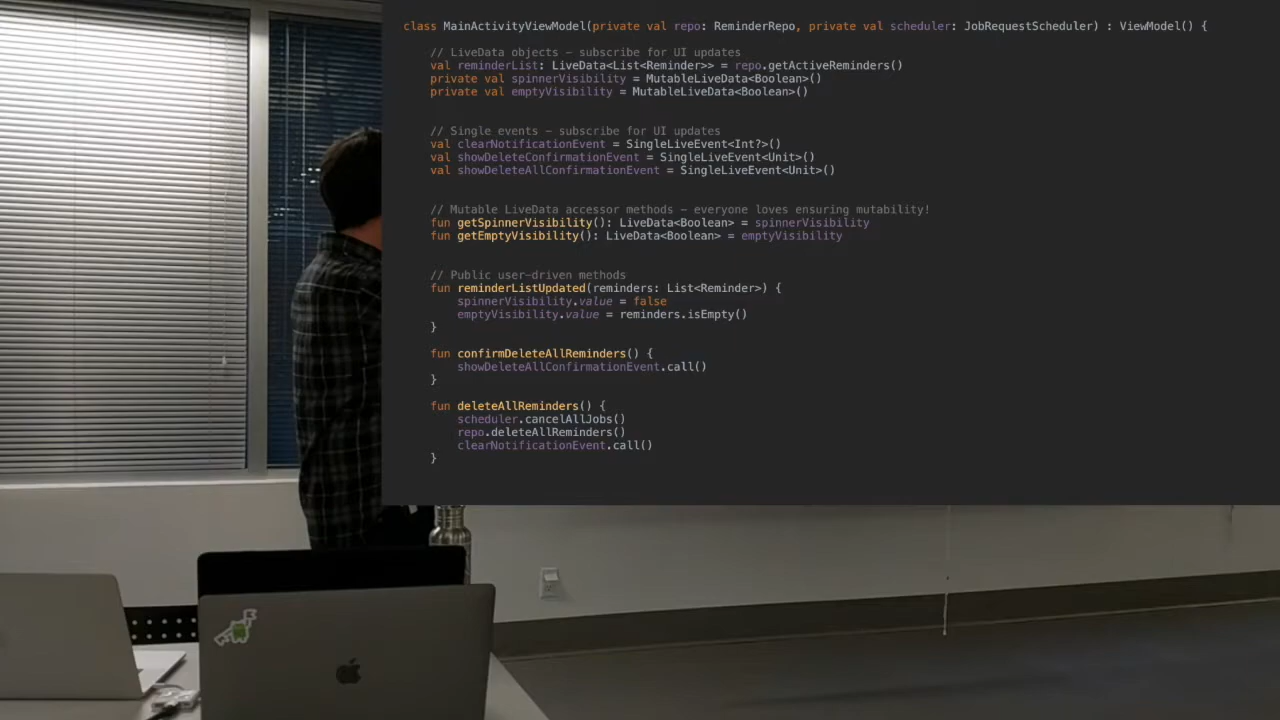 class MainActivityViewModel(private val repo: ReminderRepo, private val scheduler: JobRequestScheduler) : ViewModel() {
// LiveData objects – subscribe for UI updates
val reminderList: LiveData<List<Reminder>> = repo.getActiveReminders()
private val spinnerVisibility = MutableLiveData<Boolean>()
private val emptyVisibility = MutableLiveData<Boolean>()
// Single events – subscribe for UI updates
val clearNotificationEvent = SingleLiveEvent<Int?>()
val showDeleteConfirmationEvent = SingleLiveEvent<Unit>()
val showDeleteAllConfirmationEvent = SingleLiveEvent<Unit>()
// Mutable LiveData accessor methods – everyone loves ensuring mutability!
fun getSpinnerVisibility(): LiveData<Boolean> = spinnerVisibility
fun getEmptyVisibility(): LiveData<Boolean> = emptyVisibility
// Public user-driven methods
fun reminderListUpdated(reminders: List<Reminder>) {
spinnerVisibility.value = false
emptyVisibility.value = reminders.isEmpty()
}
fun confirmDeleteAllReminders() {
showDeleteAllConfirmationEvent.call()
}
fun deleteAllReminders() {
scheduler.cancelAllJobs()
repo.deleteAllReminders()
clearNotificationEvent.call()
}